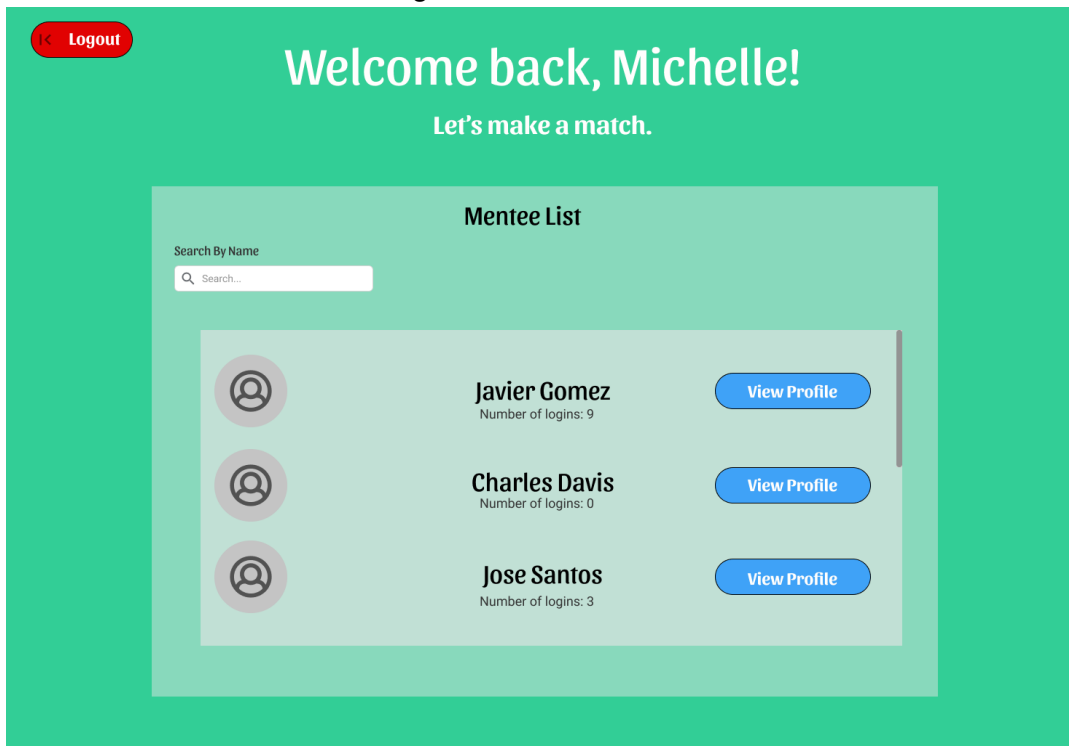 Logout
Welcome back, Michelle!
Let's make a match.
Mentee List
Search By Name
Search...
Javier Gomez
Number of logins: 9
View Profile
Charles Davis
Number of logins: 0
View Profile
Jose Santos
Number of logins: 3
View Profile